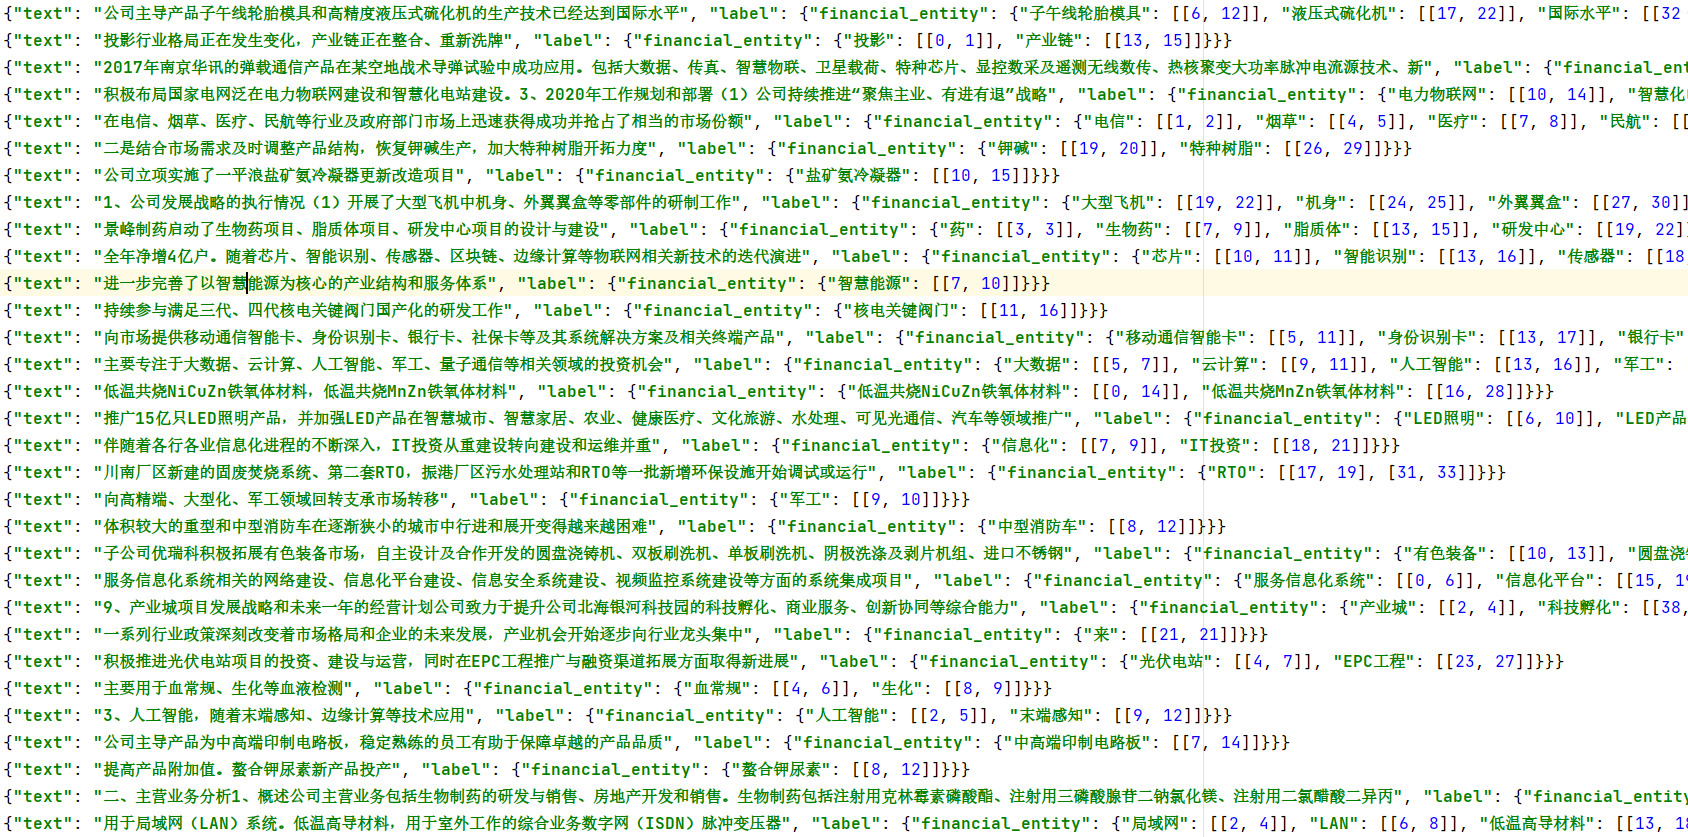 {"text": "公司主导产品子午线轮胎模具和高精度液压式硫化机的生产技术已经达到国际水平", "label": {"financial_entity": {"子午线轮胎模具": [[6, 12]], "液压式硫化机": [[17, 22]], "国际水平": [[32
{"text": "投影行业格局正在发生变化，产业链正在整合、重新洗牌", "label": {"financial_entity": {"投影": [[0, 1]], "产业链": [[13, 15]]}}}
{"text": "2017年南京华讯的弹载通信产品在某空地战术导弹试验中成功应用。包括大数据、传真、智慧物联、卫星载荷、特种芯片、显控数采及遥测无线数传、热核聚变大功率脉冲电流源技术、新", "label": {"financial_ent
{"text": "积极布局国家电网泛在电力物联网建设和智慧化电站建设。3、2020年工作规划和部署（1）公司持续推进“聚焦主业、有进有退”战略", "label": {"financial_entity": {"电力物联网": [[10, 14]], "智慧化电
{"text": "在电信、烟草、医疗、民航等行业及政府部门市场上迅速获得成功并抢占了相当的市场份额", "label": {"financial_entity": {"电信": [[1, 2]], "烟草": [[4, 5]], "医疗": [[7, 8]], "民航": [[
{"text": "二是结合市场需求及时调整产品结构，恢复钾碱生产，加大特种树脂开拓力度", "label": {"financial_entity": {"钾碱": [[19, 20]], "特种树脂": [[26, 29]]}}}
{"text": "公司立项实施了一平浪盐矿氨冷凝器更新改造项目", "label": {"financial_entity": {"盐矿氨冷凝器": [[10, 15]]}}}
{"text": "1、公司发展战略的执行情况（1）开展了大型飞机中机身、外翼翼盒等零部件的研制工作", "label": {"financial_entity": {"大型飞机": [[19, 22]], "机身": [[24, 25]], "外翼翼盒": [[27, 30]]
{"text": "景峰制药启动了生物药项目、脂质体项目、研发中心项目的设计与建设", "label": {"financial_entity": {"药": [[3, 3]], "生物药": [[7, 9]], "脂质体": [[13, 15]], "研发中心": [[19, 22]]
{"text": "全年净增4亿户。随着芯片、智能识别、传感器、区块链、边缘计算等物联网相关新技术的迭代演进", "label": {"financial_entity": {"芯片": [[10, 11]], "智能识别": [[13, 16]], "传感器": [[18
{"text": "进一步完善了以智慧能源为核心的产业结构和服务体系", "label": {"financial_entity": {"智慧能源": [[7, 10]]}}}
{"text": "持续参与满足三代、四代核电关键阀门国产化的研发工作", "label": {"financial_entity": {"核电关键阀门": [[11, 16]]}}}
{"text": "向市场提供移动通信智能卡、身份识别卡、银行卡、社保卡等及其系统解决方案及相关终端产品", "label": {"financial_entity": {"移动通信智能卡": [[5, 11]], "身份识别卡": [[13, 17]], "银行卡"
{"text": "主要专注于大数据、云计算、人工智能、军工、量子通信等相关领域的投资机会", "label": {"financial_entity": {"大数据": [[5, 7]], "云计算": [[9, 11]], "人工智能": [[13, 16]], "军工":
{"text": "低温共烧NiCuZn铁氧体材料，低温共烧MnZn铁氧体材料", "label": {"financial_entity": {"低温共烧NiCuZn铁氧体材料": [[0, 14]], "低温共烧MnZn铁氧体材料": [[16, 28]]}}}
{"text": "推广15亿只LED照明产品，并加强LED产品在智慧城市、智慧家居、农业、健康医疗、文化旅游、水处理、可见光通信、汽车等领域推广", "label": {"financial_entity": {"LED照明": [[6, 10]], "LED产品
{"text": "伴随着各行各业信息化进程的不断深入，IT投资从重建设转向建设和运维并重", "label": {"financial_entity": {"信息化": [[7, 9]], "IT投资": [[18, 21]]}}}
{"text": "川南厂区新建的固废焚烧系统、第二套RTO，振港厂区污水处理站和RTO等一批新增环保设施开始调试或运行", "label": {"financial_entity": {"RTO": [[17, 19], [31, 33]]}}}
{"text": "向高精端、大型化、军工领域回转支承市场转移", "label": {"financial_entity": {"军工": [[9, 10]]}}}
{"text": "体积较大的重型和中型消防车在逐渐狭小的城市中行进和展开变得越来越困难", "label": {"financial_entity": {"中型消防车": [[8, 12]]}}}
{"text": "子公司优瑞科积极拓展有色装备市场，自主设计及合作开发的圆盘浇铸机、双板刷洗机、单板刷洗机、阴极洗涤及剥片机组、进口不锈钢", "label": {"financial_entity": {"有色装备": [[10, 13]], "圆盘浇铸
{"text": "服务信息化系统相关的网络建设、信息化平台建设、信息安全系统建设、视频监控系统建设等方面的系统集成项目", "label": {"financial_entity": {"服务信息化系统": [[0, 6]], "信息化平台": [[15, 19
{"text": "9、产业城项目发展战略和未来一年的经营计划公司致力于提升公司北海银河科技园的科技孵化、商业服务、创新协同等综合能力", "label": {"financial_entity": {"产业城": [[2, 4]], "科技孵化": [[38,
{"text": "一系列行业政策深刻改变着市场格局和企业的未来发展，产业机会开始逐步向行业龙头集中", "label": {"financial_entity": {"来": [[21, 21]]}}}
{"text": "积极推进光伏电站项目的投资、建设与运营，同时在EPC工程推广与融资渠道拓展方面取得新进展", "label": {"financial_entity": {"光伏电站": [[4, 7]], "EPC工程": [[23, 27]]}}}
{"text": "主要用于血常规、生化等血液检测", "label": {"financial_entity": {"血常规": [[4, 6]], "生化": [[8, 9]]}}}
{"text": "3、人工智能，随着末端感知、边缘计算等技术应用", "label": {"financial_entity": {"人工智能": [[2, 5]], "末端感知": [[9, 12]]}}}
{"text": "公司主导产品为中高端印制电路板，稳定熟练的员工有助于保障卓越的产品品质", "label": {"financial_entity": {"中高端印制电路板": [[7, 14]]}}}
{"text": "提高产品附加值。螯合钾尿素新产品投产", "label": {"financial_entity": {"螯合钾尿素": [[8, 12]]}}}
{"text": "二、主营业务分析1、概述公司主营业务包括生物制药的研发与销售、房地产开发和销售。生物制药包括注射用克林霉素磷酸酯、注射用三磷酸腺苷二钠氯化镁、注射用二氯醋酸二异丙", "label": {"financial_entity
{"text": "用于局域网（LAN）系统。低温高导材料，用于室外工作的综合业务数字网（ISDN）脉冲变压器", "label": {"financial_entity": {"局域网": [[2, 4]], "LAN": [[6, 8]], "低温高导材料": [[13, 18